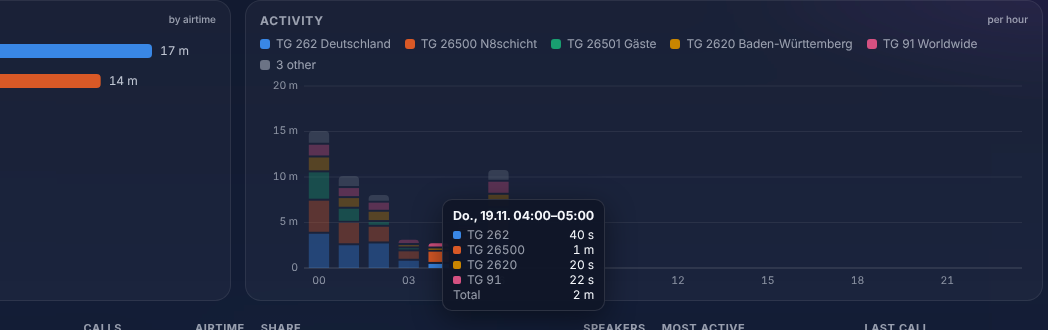 by airtime
17 m
14 m
ACTIVITY
per hour
TG 262 Deutschland
TG 26500 N8schicht
TG 26501 Gäste
TG 2620 Baden-Württemberg
TG 91 Worldwide
3 other
20 m
15 m
10 m
5 m
0
00
03
12
15
18
21
Do., 19.11. 04:00–05:00
TG 262 40 s
TG 26500 1 m
TG 2620 20 s
TG 91 22 s
Total 2 m
CALLS
AIRTIME
SHARE
SPEAKERS
MOST ACTIVE
LAST CALL